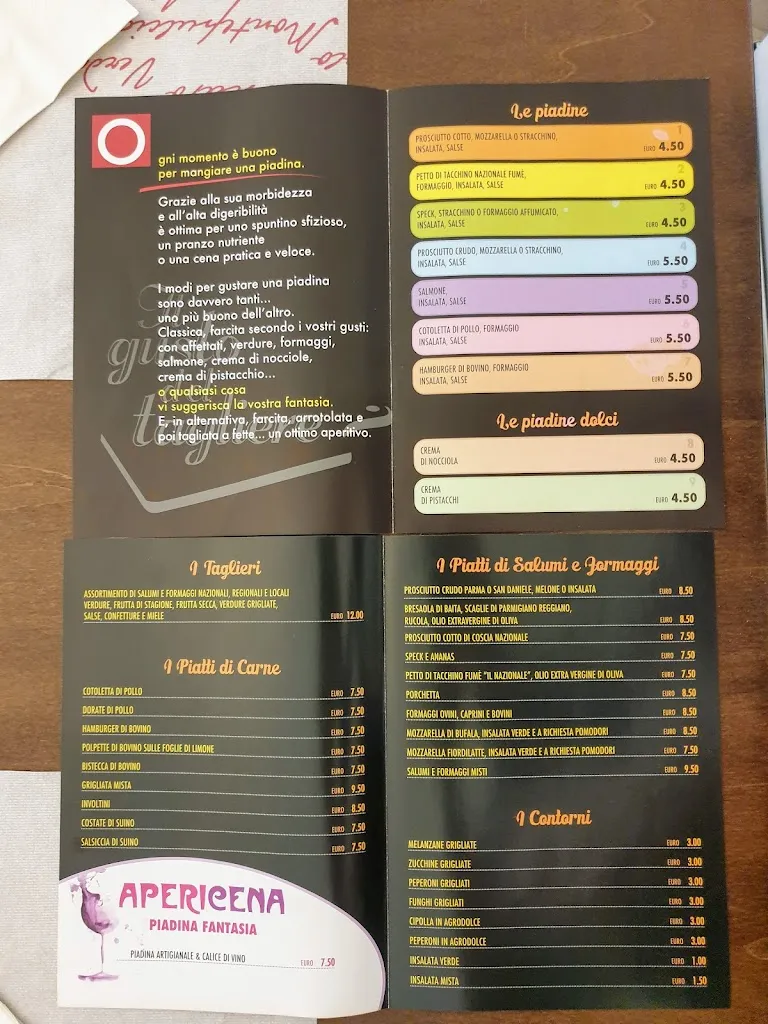 Ogni momento è buono
per mangiare una piadina.
Grazie alla sua morbidezza
e all'alta digeribilità
è ottima per uno spuntino sfizioso,
un pranzo nutriente
o una cena pratica e veloce.
I modi per gustare una piadina
sono davvero tanti...
uno più buono dell'altro.
Classica, farcita secondo i vostri gusti:
con affettati, verdure, formaggi,
salmone, crema di nocciole,
crema di pistacchio...
o qualsiasi cosa
vi suggerisca la vostra fantasia.
E, in alternativa, farcita, arrotolata e
poi tagliata a fette... un ottimo aperitivo.
Il
gusto
del
tagliere
Le piadine
1
PROSCIUTTO COTTO, MOZZARELLA O STRACCHINO,
INSALATA, SALSE EURO 4.50
2
PETTO DI TACCHINO NAZIONALE FUMÈ,
FORMAGGIO, INSALATA, SALSE EURO 4.50
3
SPECK, STRACCHINO O FORMAGGIO AFFUMICATO,
INSALATA, SALSE EURO 4.50
4
PROSCIUTTO CRUDO, MOZZARELLA O STRACCHINO,
INSALATA, SALSE EURO 5.50
5
SALMONE,
INSALATA, SALSE EURO 5.50
6
COTOLETTA DI POLLO, FORMAGGIO
INSALATA, SALSE EURO 5.50
7
HAMBURGER DI BOVINO, FORMAGGIO
INSALATA, SALSE EURO 5.50
Le piadine dolci
8
CREMA
DI NOCCIOLA EURO 4.50
9
CREMA
DI PISTACCHI EURO 4.50
I Taglieri
ASSORTIMENTO DI SALUMI E FORMAGGI NAZIONALI, REGIONALI E LOCALI
VERDURE, FRUTTA DI STAGIONE, FRUTTA SECCA, VERDURE GRIGLIATE,
SALSE, CONFETTURE E MIELE EURO 12.00
I Piatti di Carne
COTOLETTA DI POLLO EURO 7.50
DORATE DI POLLO EURO 7.50
HAMBURGER DI BOVINO EURO 7.50
POLPETTE DI BOVINO SULLE FOGLIE DI LIMONE EURO 7.50
BISTECCA DI BOVINO EURO 7.50
GRIGLIATA MISTA EURO 9.50
INVOLTINI EURO 8.50
COSTATE DI SUINO EURO 7.50
SALSICCIA DI SUINO EURO 7.50
APERICENA
PIADINA FANTASIA
PIADINA ARTIGIANALE & CALICE DI VINO EURO 7.50
I Piatti di Salumi e Formaggi
PROSCIUTTO CRUDO PARMA O SAN DANIELE, MELONE O INSALATA EURO 8.50
BRESAOLA DI BAITA, SCAGLIE DI PARMIGIANO REGGIANO,
RUCOLA, OLIO EXTRAVERGINE DI OLIVA EURO 8.50
PROSCIUTTO COTTO DI COSCIA NAZIONALE EURO 7.50
SPECK E ANANAS EURO 7.50
PETTO DI TACCHINO FUMÈ "IL NAZIONALE", OLIO EXTRA VERGINE DI OLIVA EURO 7.50
PORCHETTA EURO 8.50
FORMAGGI OVINI, CAPRINI E BOVINI EURO 8.50
MOZZARELLA DI BUFALA, INSALATA VERDE E A RICHIESTA POMODORI EURO 8.50
MOZZARELLA FIORDILATTE, INSALATA VERDE E A RICHIESTA POMODORI EURO 7.50
SALUMI E FORMAGGI MISTI EURO 9.50
I Contorni
MELANZANE GRIGLIATE EURO 3.00
ZUCCHINE GRIGLIATE EURO 3.00
PEPERONI GRIGLIATI EURO 3.00
FUNGHI GRIGLIATI EURO 3.00
CIPOLLA IN AGRODOLCE EURO 3.00
PEPERONI IN AGRODOLCE EURO 3.00
INSALATA VERDE EURO 1.00
INSALATA MISTA EURO 1.50